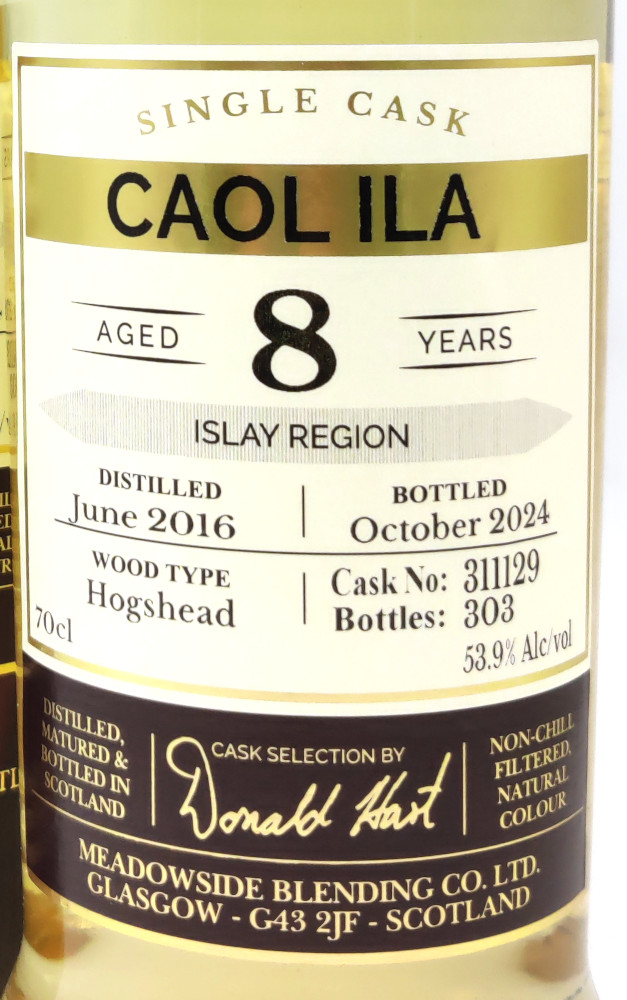 SINGLE CASK
CAOL ILA
AGED 8 YEARS
ISLAY REGION
DISTILLED
June 2016
BOTTLED
October 2024
WOOD TYPE
Hogshead
Cask No: 311129
Bottles: 303
70cl
53.9% Alc/vol
DISTILLED,
MATURED &
BOTTLED IN
SCOTLAND
CASK SELECTION BY
Donald Hart
NON-CHILL
FILTERED,
NATURAL
COLOUR
MEADOWSIDE BLENDING CO. LTD.
GLASGOW - G43 2JF - SCOTLAND